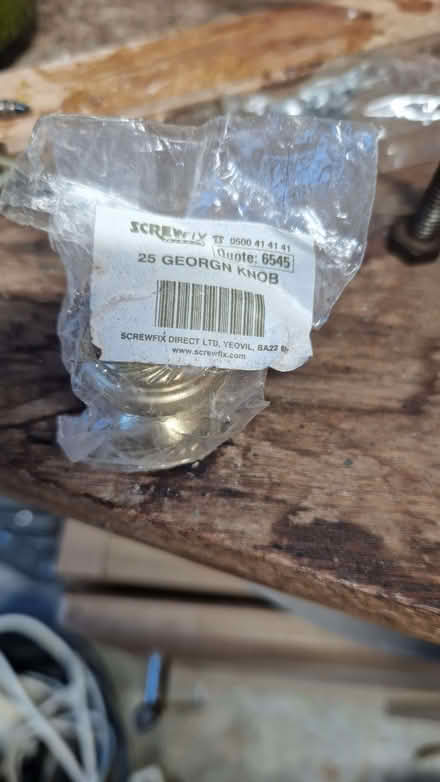 SCREWFIX ☎ 0500 41 41 41
Quote: 6545
25 GEORGN KNOB
SCREWFIX DIRECT LTD, YEOVIL, BA22
www.screwfix.com